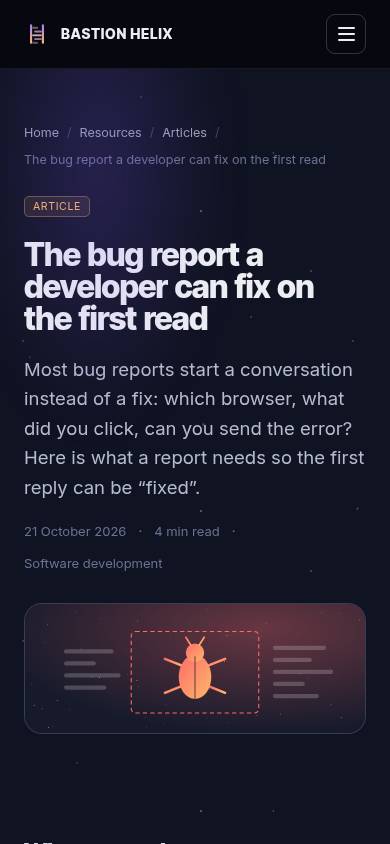 BASTION HELIX
Home / Resources / Articles /
The bug report a developer can fix on the first read
ARTICLE
The bug report a
developer can fix on
the first read
Most bug reports start a conversation
instead of a fix: which browser, what
did you click, can you send the error?
Here is what a report needs so the first
reply can be “fixed”.
21 October 2026 · 4 min read ·
Software development